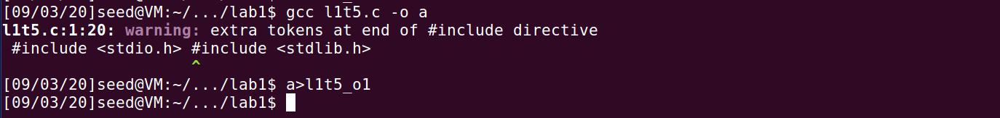 [09/03/20]seed@VM:~/.../lab1$ gcc l1t5.c -o a
l1t5.c:1:20: warning: extra tokens at end of #include directive
 #include <stdio.h> #include <stdlib.h>
                    ^
[09/03/20]seed@VM:~/.../lab1$ a>l1t5_o1
[09/03/20]seed@VM:~/.../lab1$